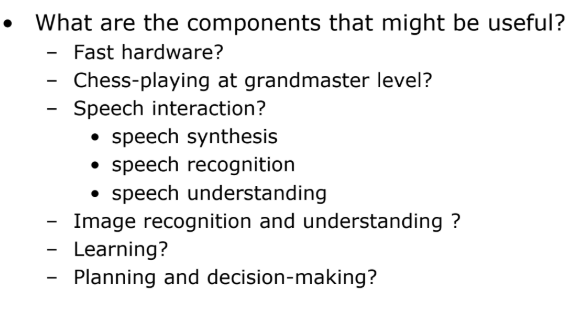 • What are the components that might be useful?
– Fast hardware?
– Chess-playing at grandmaster level?
– Speech interaction?
• speech synthesis
• speech recognition
• speech understanding
– Image recognition and understanding ?
– Learning?
– Planning and decision-making?